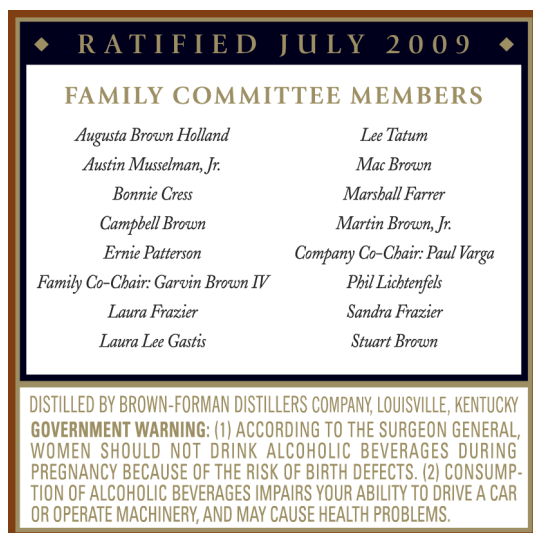 RATIFIED JULY 2009
FAMILY COMMITTEE MEMBERS
Augusta Brown Holland
Austin Musselman, Jr.
Bonnie Cress
Campbell Brown
Ernie Patterson
Family Co-Chair: Garvin Brown IV
Laura Frazier
Laura Lee Gastis
Lee Tatum
Mac Brown
Marshall Farrer
Martin Brown, Jr.
Company Co-Chair: Paul Varga
Phil Lichtenfels
Sandra Frazier
Stuart Brown
DISTILLED BY BROWN-FORMAN DISTILLERS COMPANY, LOUISVILLE, KENTUCKY
GOVERNMENT WARNING: (1) ACCORDING TO THE SURGEON GENERAL,
WOMEN SHOULD NOT DRINK ALCOHOLIC BEVERAGES DURING
PREGNANCY BECAUSE OF THE RISK OF BIRTH DEFECTS. (2) CONSUMP-
TION OF ALCOHOLIC BEVERAGES IMPAIRS YOUR ABILITY TO DRIVE A CAR
OR OPERATE MACHINERY, AND MAY CAUSE HEALTH PROBLEMS.